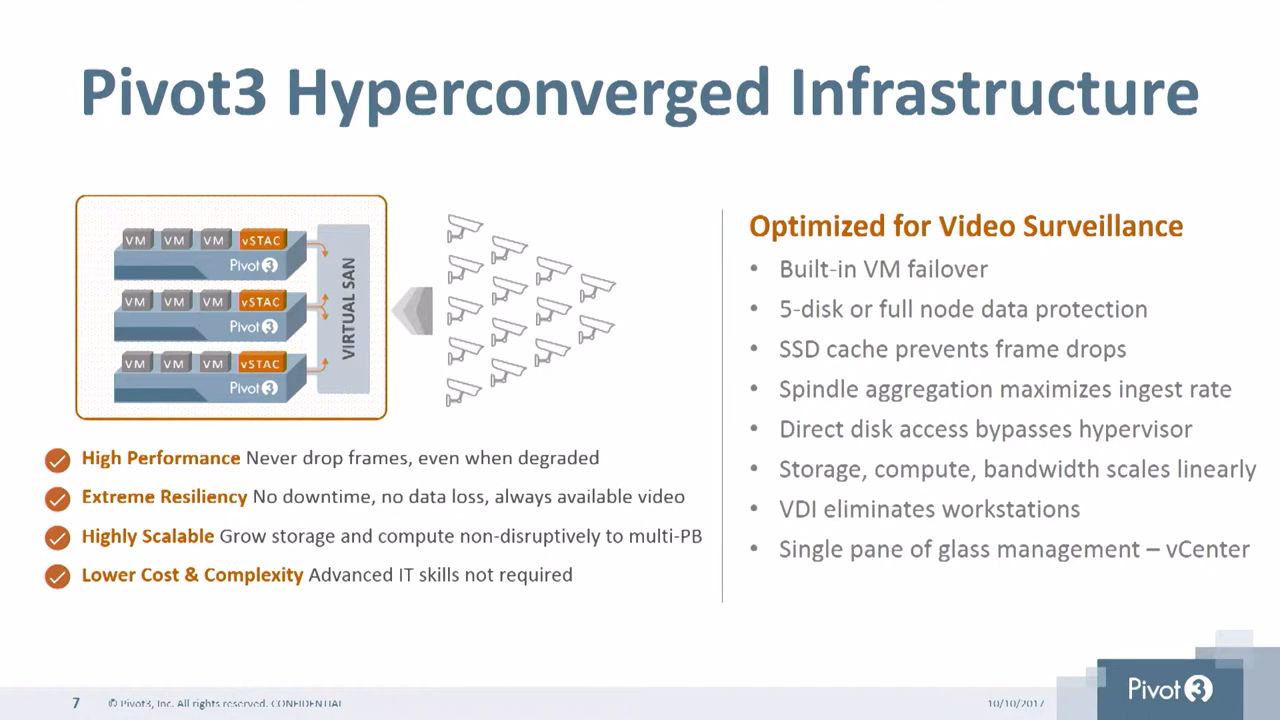 Pivot3 Hyperconverged Infrastructure
VM VM VM vSTAC
Pivot3
VM VM VM vSTAC
Pivot3
VM VM VM vSTAC
Pivot3
VIRTUAL SAN
High Performance Never drop frames, even when degraded
Extreme Resiliency No downtime, no data loss, always available video
Highly Scalable Grow storage and compute non-disruptively to multi-PB
Lower Cost & Complexity Advanced IT skills not required
Optimized for Video Surveillance
• Built-in VM failover
• 5-disk or full node data protection
• SSD cache prevents frame drops
• Spindle aggregation maximizes ingest rate
• Direct disk access bypasses hypervisor
• Storage, compute, bandwidth scales linearly
• VDI eliminates workstations
• Single pane of glass management – vCenter
7 © Pivot3, Inc. All rights reserved. CONFIDENTIAL
10/10/2017
Pivot3